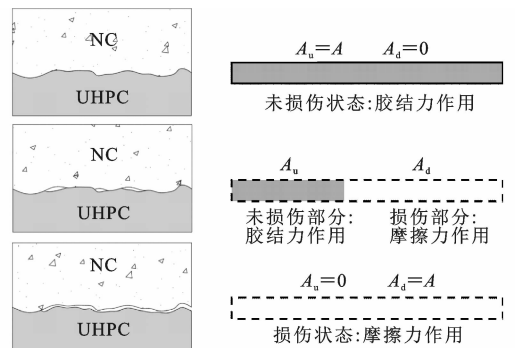 NC
UHPC
A_u=A A_d=0
未损伤状态:胶结力作用
NC
UHPC
A_u A_d
未损伤部分: 损伤部分:
胶结力作用 摩擦力作用
NC
UHPC
A_u=0 A_d=A
损伤状态:摩擦力作用